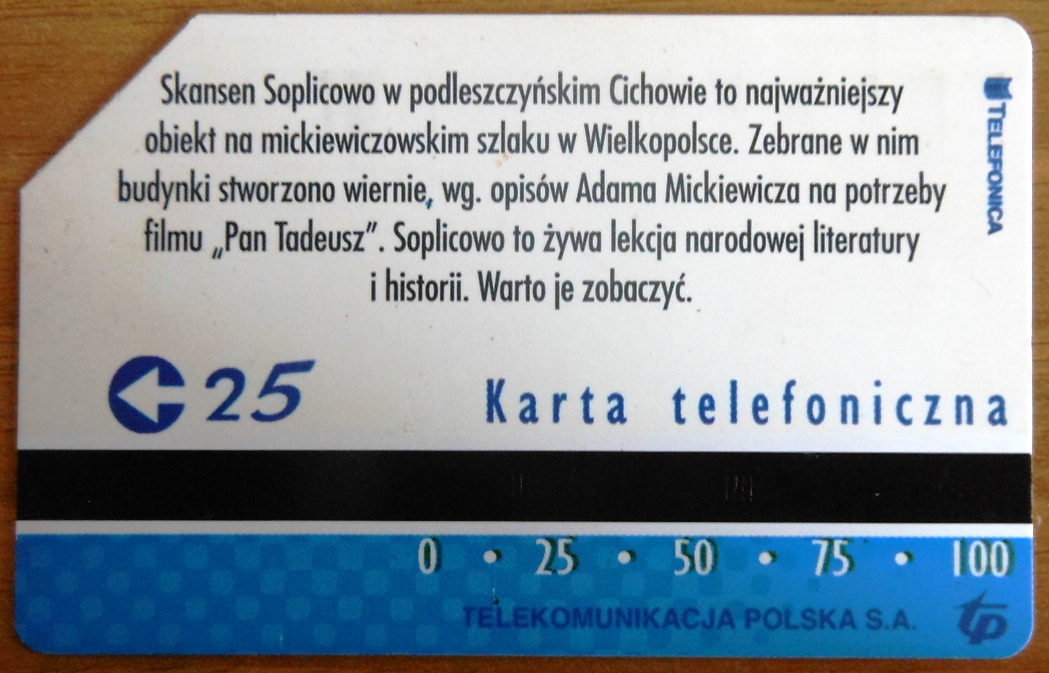 Skansen Soplicowo w podleszczyńskim Cichowie to najważniejszy
obiekt na mickiewiczowskim szlaku w Wielkopolsce. Zebrane w nim
budynki stworzono wiernie, wg. opisów Adama Mickiewicza na potrzeby
filmu „Pan Tadeusz”. Soplicowo to żywa lekcja narodowej literatury
i historii. Warto je zobaczyć.
TELEFONICA
25
Karta telefoniczna
0 • 25 • 50 • 75 • 100
TELEKOMUNIKACJA POLSKA S.A. tp